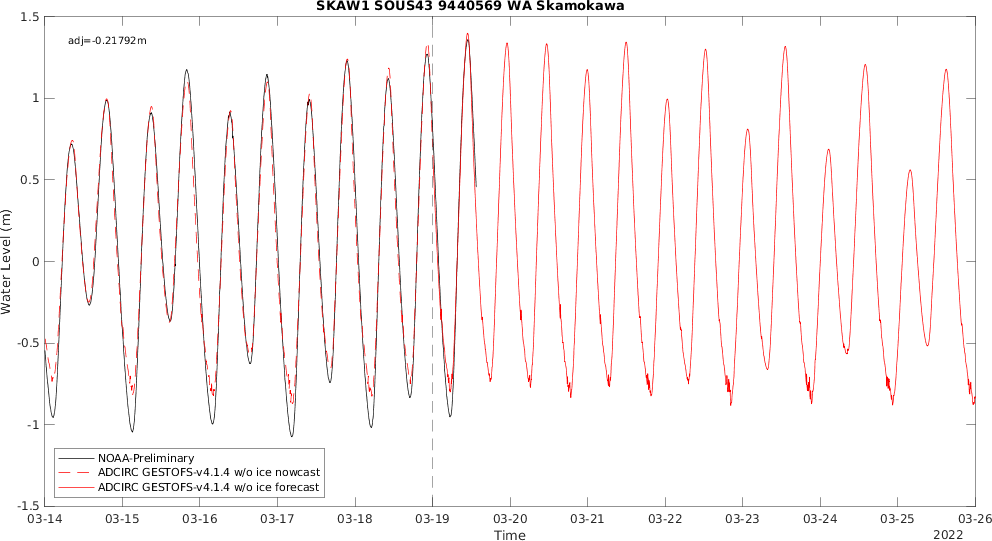 SKAW1 SOUS43 9440569 WA Skamokawa
adj=-0.21792m
1.5
1
0.5
0
-0.5
-1
-1.5
Water Level (m)
NOAA-Preliminary
ADCIRC GESTOFS-v4.1.4 w/o ice nowcast
ADCIRC GESTOFS-v4.1.4 w/o ice forecast
03-14 03-15 03-16 03-17 03-18 03-19 03-20 03-21 03-22 03-23 03-24 03-25 03-26
Time
2022